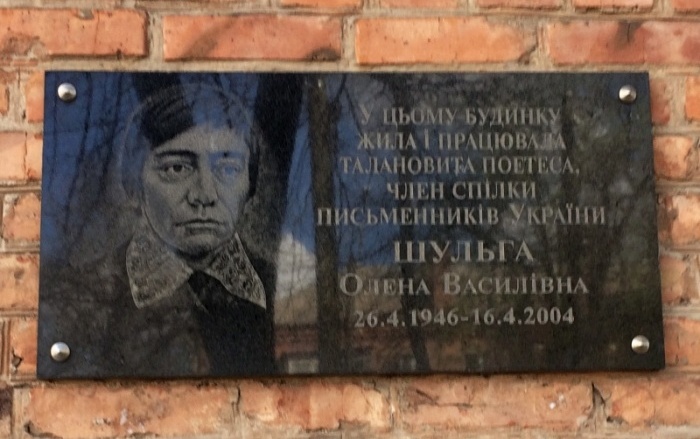 У ЦЬОМУ БУДИНКУ
ЖИЛА І ПРАЦЮВАЛА
ТАЛАНОВИТА ПОЕТЕСА,
ЧЛЕН СПІЛКИ
ПИСЬМЕННИКІВ УКРАЇНИ
ШУЛЬГА
ОЛЕНА ВАСИЛІВНА
26.4.1946-16.4.2004